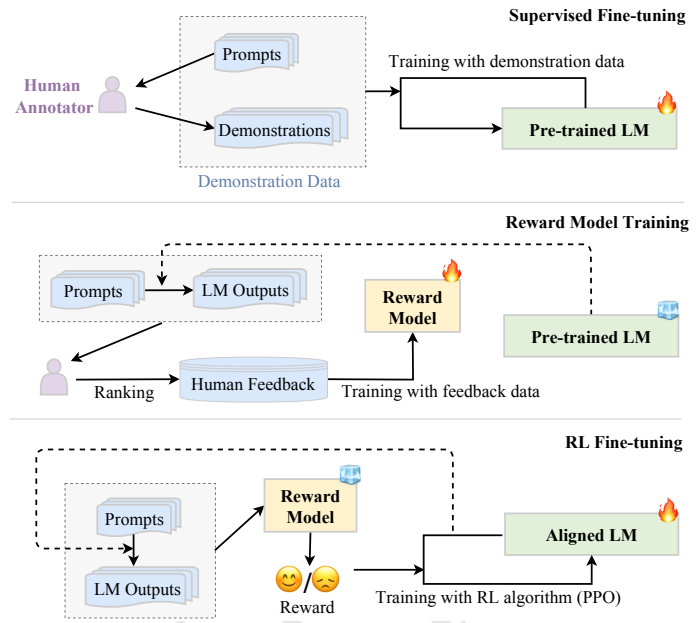 Supervised Fine-tuning
Prompts
Training with demonstration data
Human
Annotator
Demonstrations
Pre-trained LM
Demonstration Data
Reward Model Training
Prompts
LM Outputs
Reward
Model
Pre-trained LM
Ranking
Human Feedback
Training with feedback data
RL Fine-tuning
Reward
Model
Prompts
Aligned LM
LM Outputs
/
Reward
Training with RL algorithm (PPO)